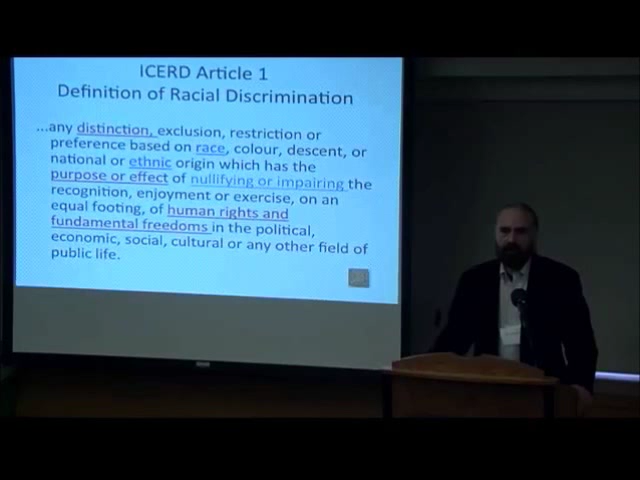 ICERD Article 1
Definition of Racial Discrimination
...any distinction, exclusion, restriction or
preference based on race, colour, descent, or
national or ethnic origin which has the
purpose or effect of nullifying or impairing the
recognition, enjoyment or exercise, on an
equal footing, of human rights and
fundamental freedoms in the political,
economic, social, cultural or any other field of
public life.